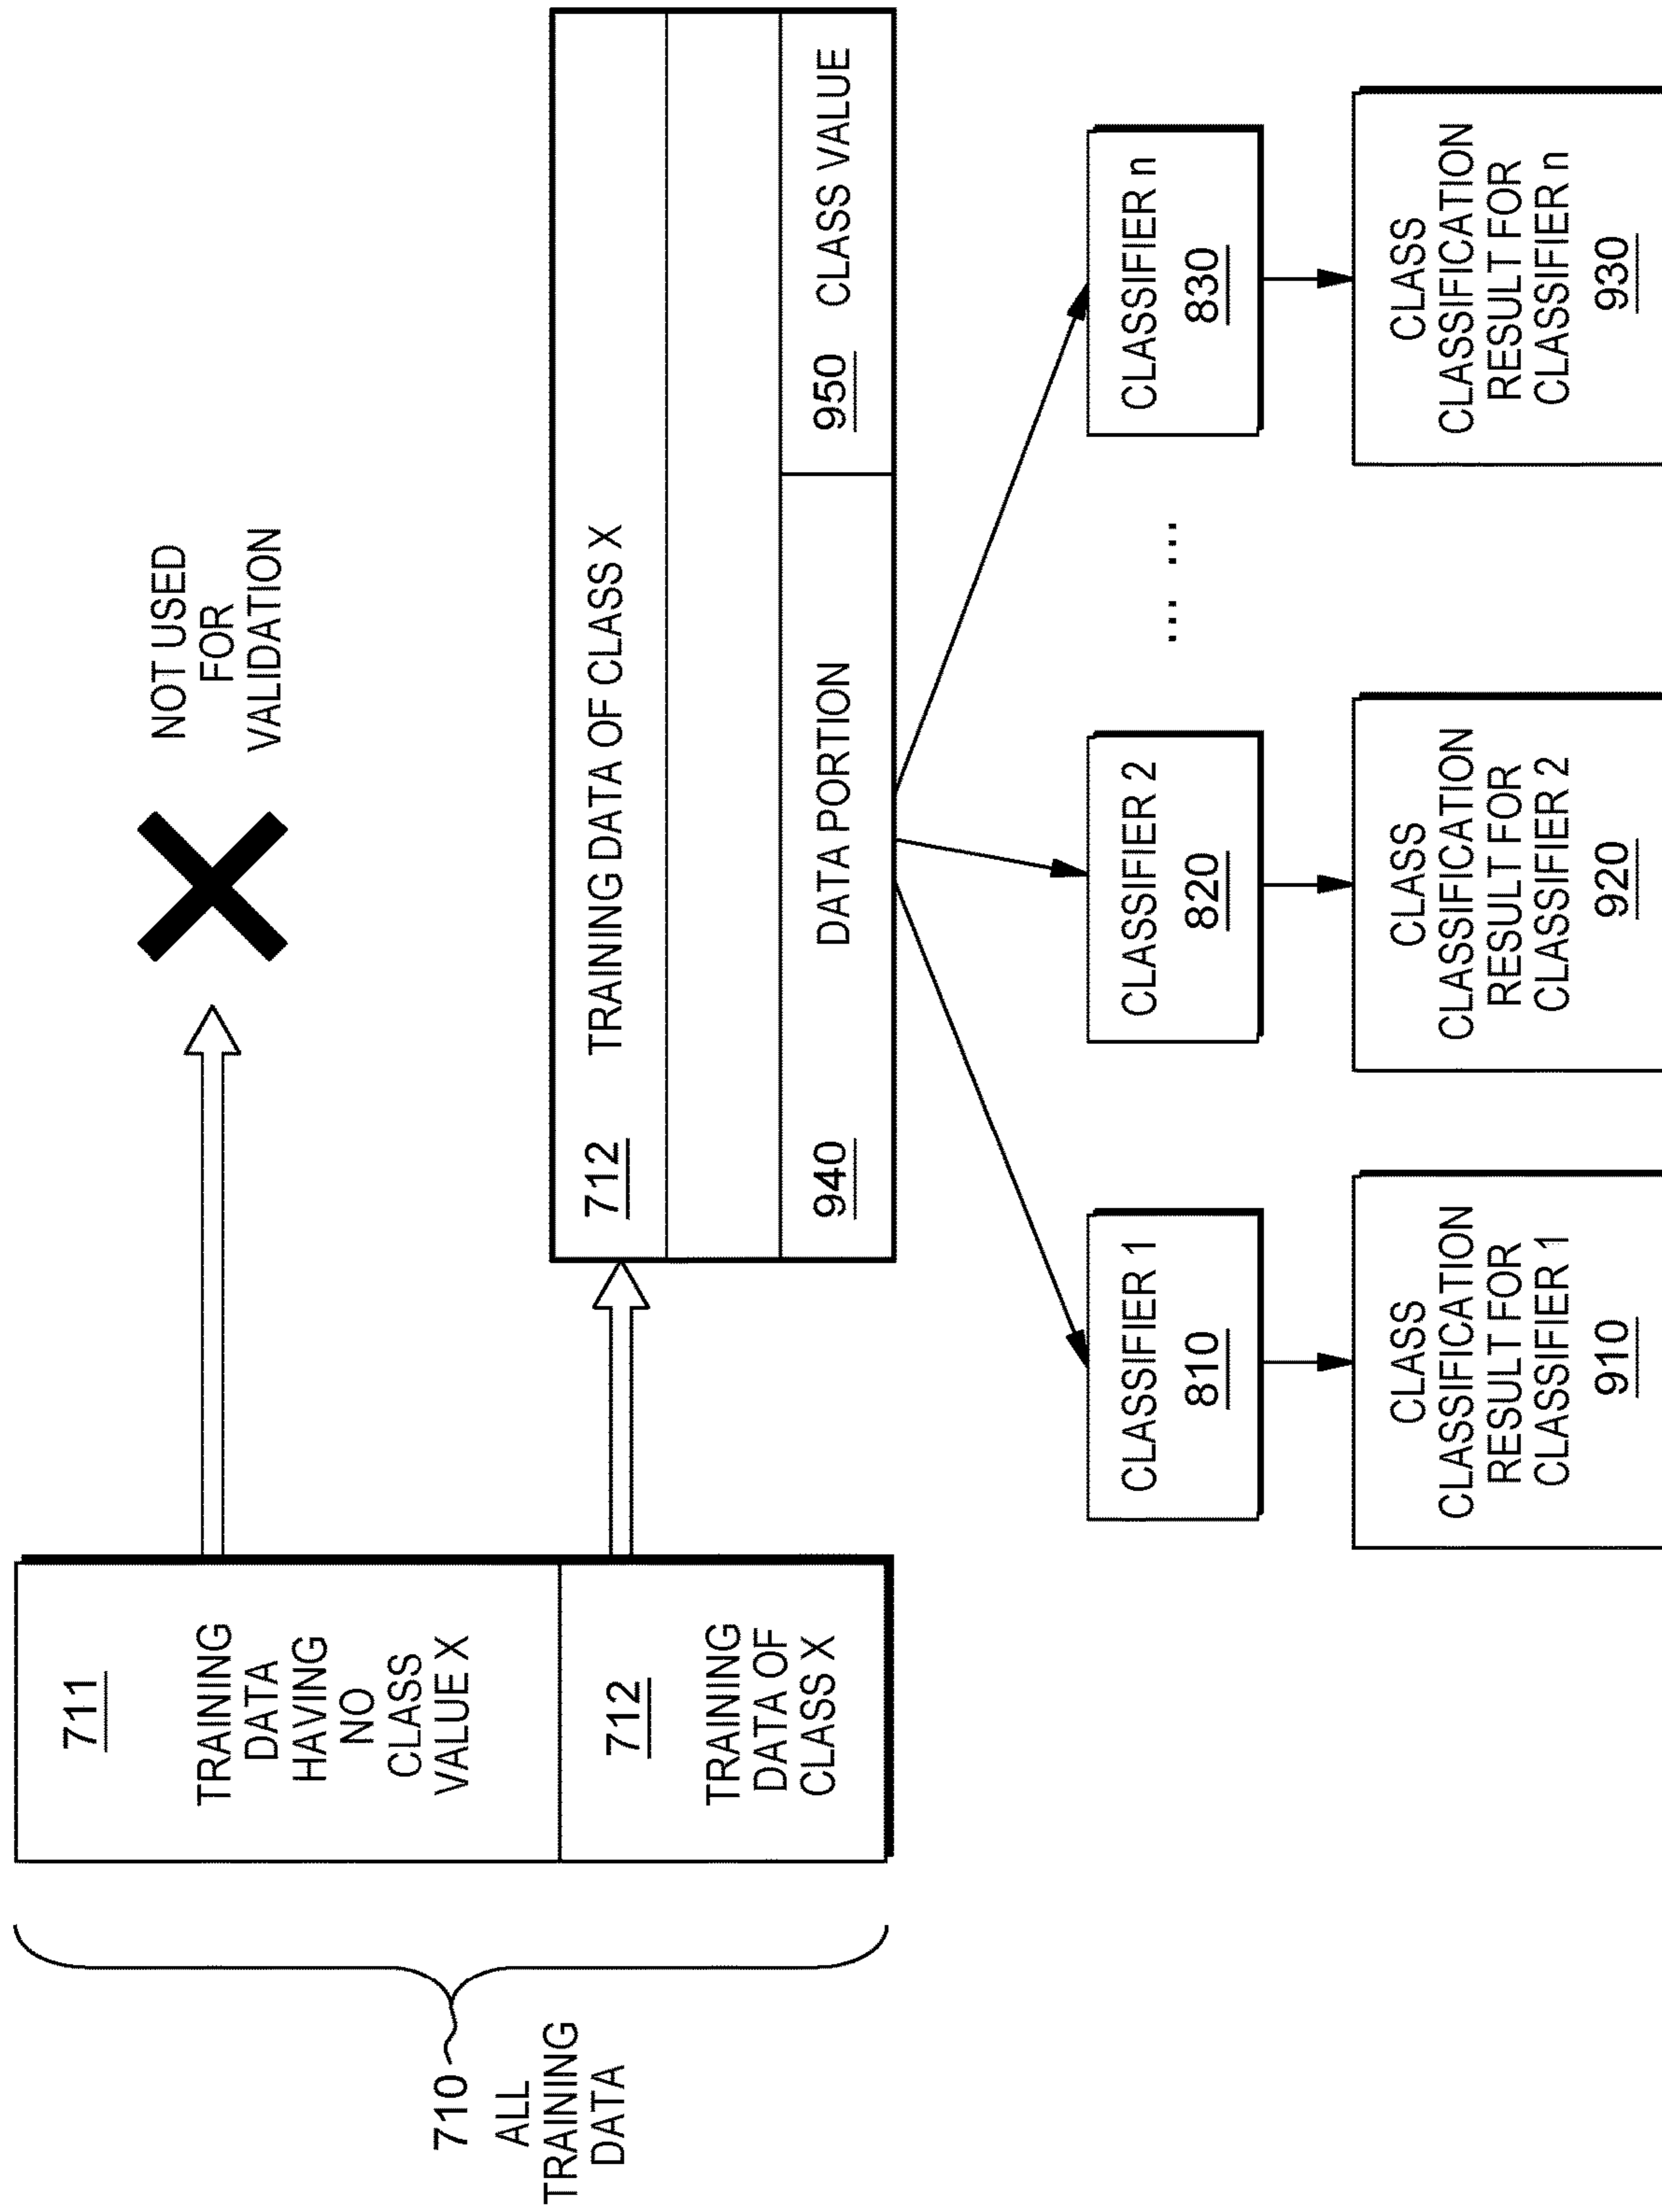 710
ALL
TRAINING
DATA
711
TRAINING
DATA
HAVING
NO
CLASS
VALUE X
712
TRAINING
DATA OF
CLASS X
NOT USED
FOR
VALIDATION
712 TRAINING DATA OF CLASS X
940 DATA PORTION
950 CLASS VALUE
CLASSIFIER 1
810
CLASSIFIER 2
820
... ...
CLASSIFIER n
830
CLASS
CLASSIFICATION
RESULT FOR
CLASSIFIER 1
910
CLASS
CLASSIFICATION
RESULT FOR
CLASSIFIER 2
920
CLASS
CLASSIFICATION
RESULT FOR
CLASSIFIER n
930